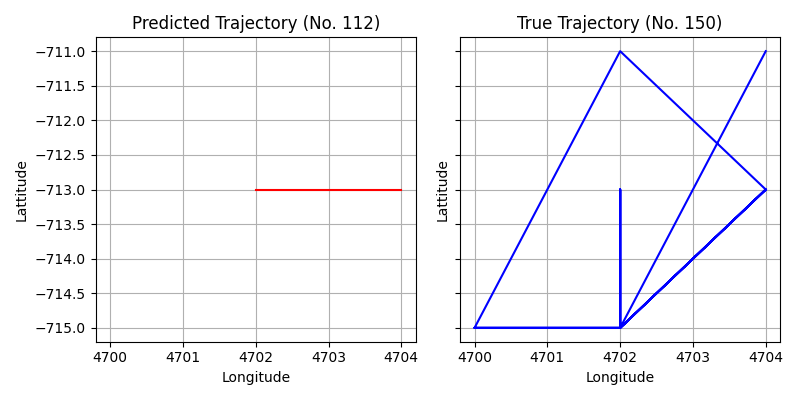 Predicted Trajectory (No. 112)
True Trajectory (No. 150)
Lattitude
−711.0
−711.5
−712.0
−712.5
−713.0
−713.5
−714.0
−714.5
−715.0
4700 4701 4702 4703 4704
Longitude
Lattitude
4700 4701 4702 4703 4704
Longitude